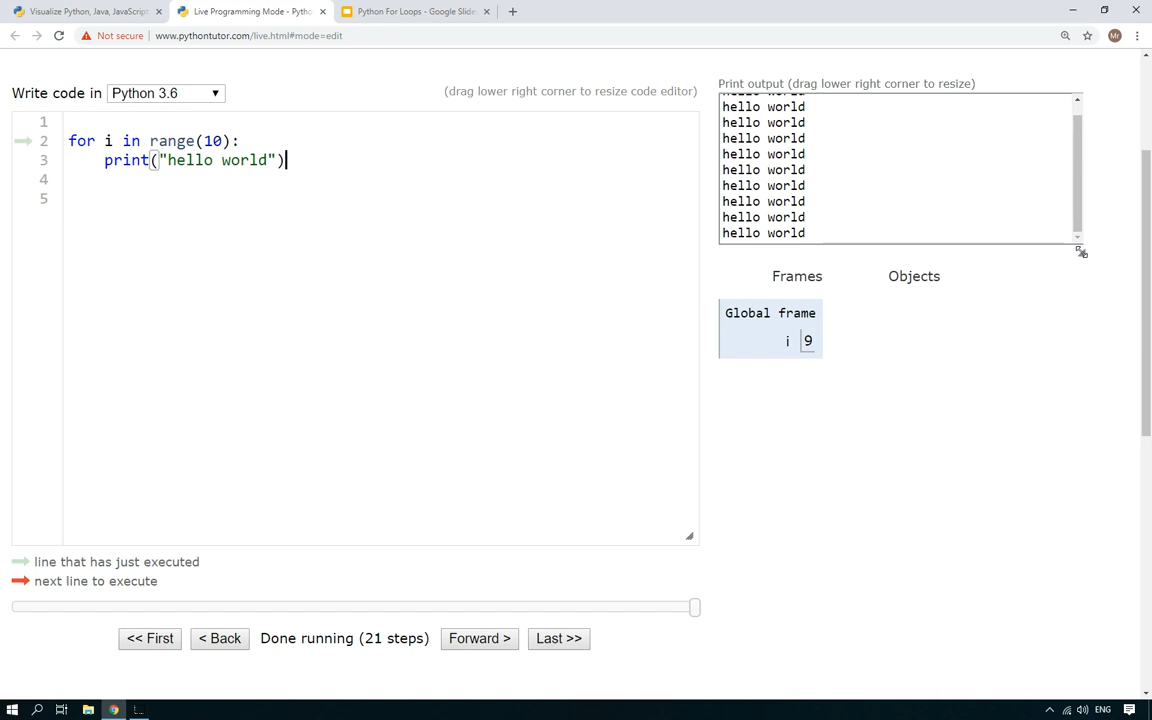 Visualize Python, Java, JavaScript
Live Programming Mode - Pytho
Python For Loops - Google Slide
Not secure
www.pythontutor.com/live.html#mode=edit
Mr
Write code in
Python 3.6
(drag lower right corner to resize code editor)
1
2 for i in range(10):
3 print("hello world")
4
5
line that has just executed
next line to execute
<< First
< Back
Done running (21 steps)
Forward >
Last >>
Print output (drag lower right corner to resize)
hello world
hello world
hello world
hello world
hello world
hello world
hello world
hello world
hello world
hello world
Frames
Objects
Global frame
i 9
ENG